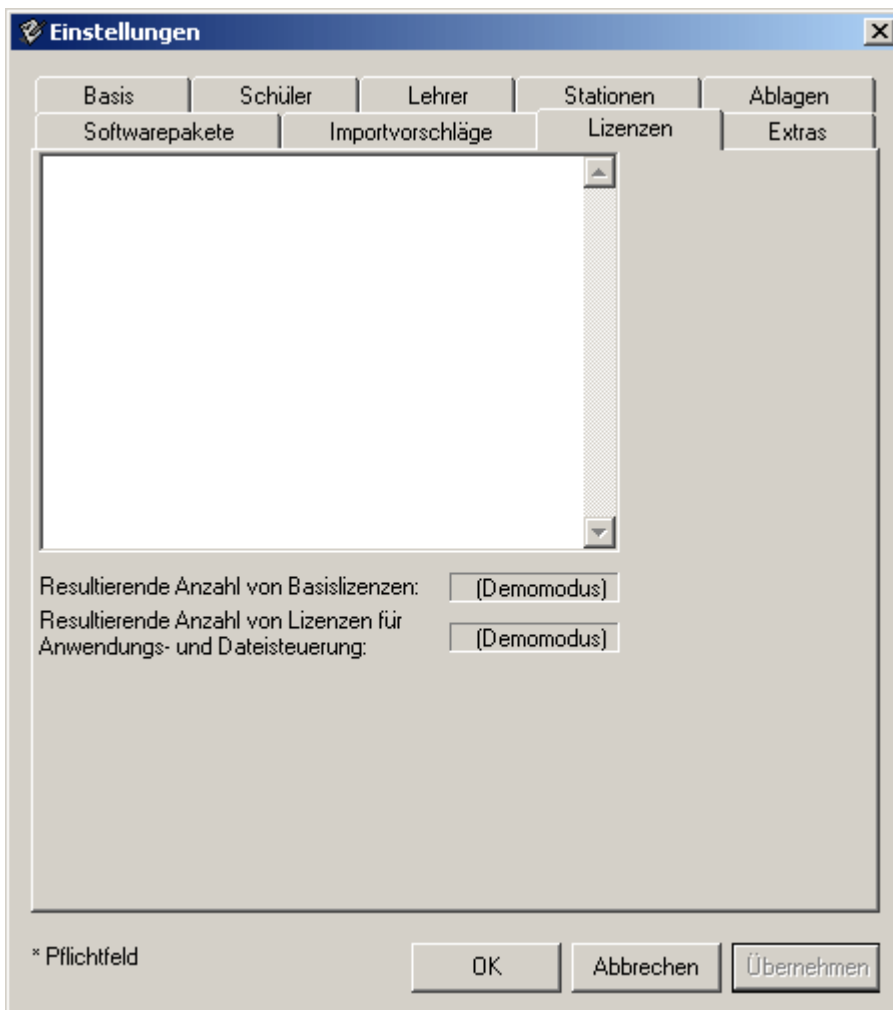 Einstellungen
Basis Schüler Lehrer Stationen Ablagen
Softwarepakete Importvorschläge Lizenzen Extras
Resultierende Anzahl von Basislizenzen: (Demomodus)
Resultierende Anzahl von Lizenzen für
Anwendungs- und Dateisteuerung: (Demomodus)
* Pflichtfeld OK Abbrechen Übernehmen